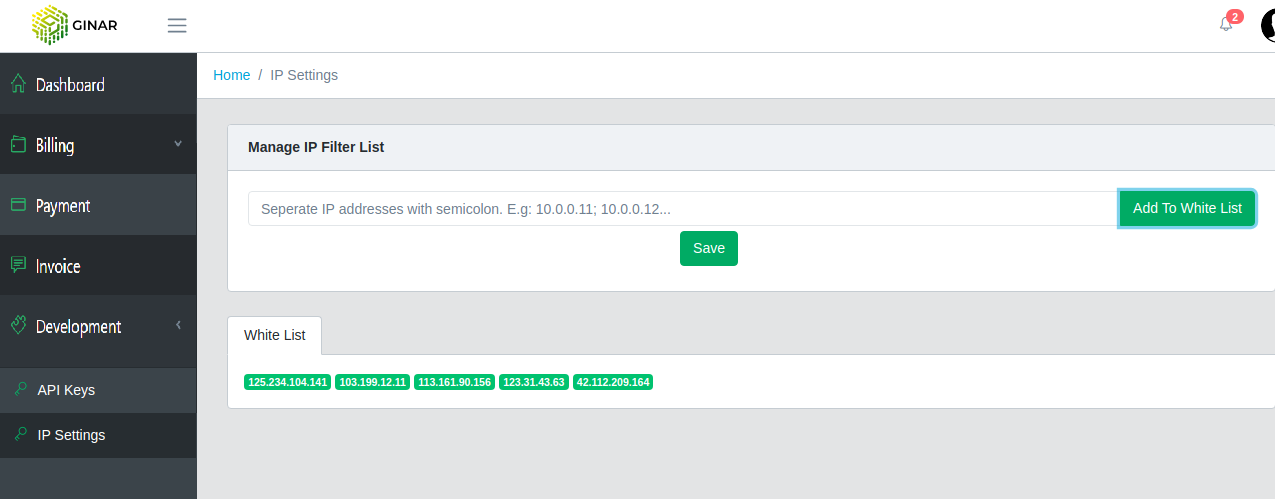 GINAR
2
Dashboard
Billing
Payment
Invoice
Development
API Keys
IP Settings
Home / IP Settings
Manage IP Filter List
Seperate IP addresses with semicolon. E.g: 10.0.0.11; 10.0.0.12...
Add To White List
Save
White List
125.234.104.141 103.199.12.11 113.161.90.156 123.31.43.63 42.112.209.164